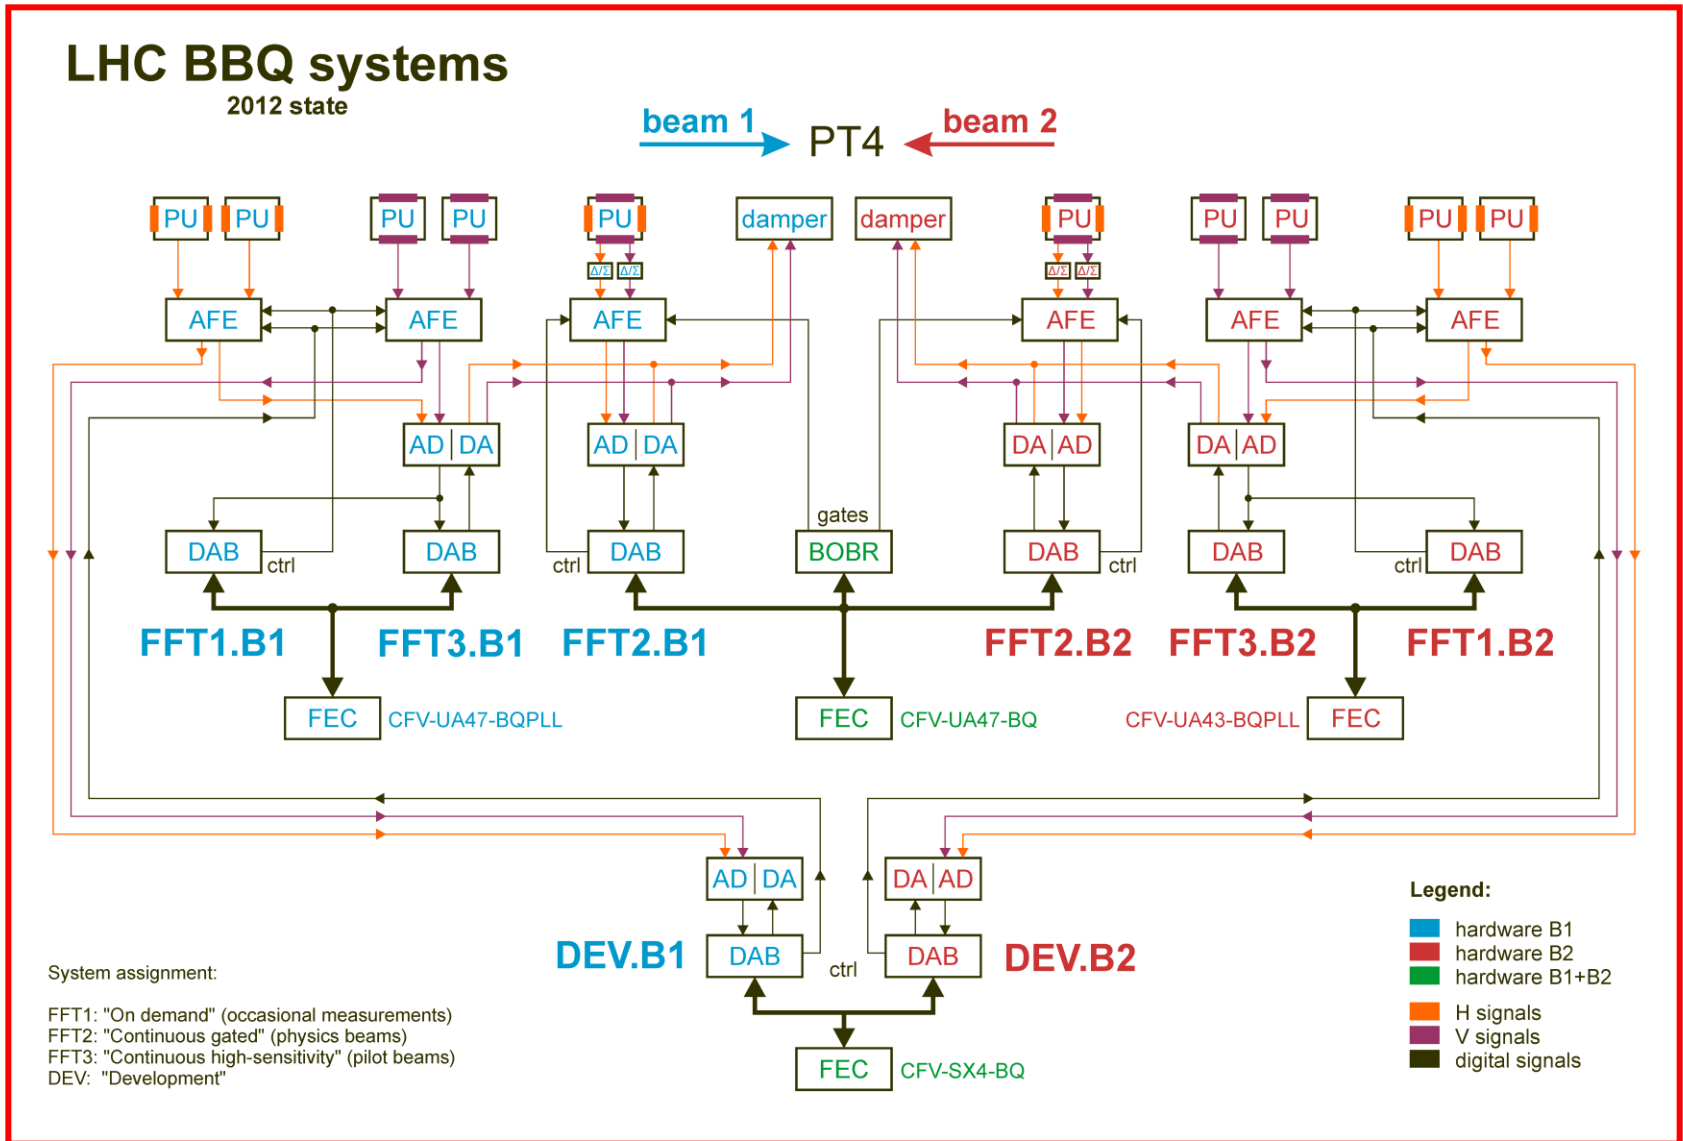 LHC BBQ systems
2012 state
beam 1
PT4
beam 2
PU PU PU PU PU damper damper PU PU PU PU PU
Δ/Σ Δ/Σ Δ/Σ Δ/Σ
AFE AFE AFE AFE AFE AFE
AD DA AD DA DA AD DA AD
gates
DAB DAB DAB BOBR DAB DAB DAB
ctrl ctrl ctrl ctrl
FFT1.B1 FFT3.B1 FFT2.B1 FFT2.B2 FFT3.B2 FFT1.B2
FEC CFV-UA47-BQPLL FEC CFV-UA47-BQ CFV-UA43-BQPLL FEC
AD DA DA AD
DEV.B1 DAB ctrl DAB DEV.B2
FEC CFV-SX4-BQ
System assignment:
FFT1: "On demand" (occasional measurements)
FFT2: "Continuous gated" (physics beams)
FFT3: "Continuous high-sensitivity" (pilot beams)
DEV: "Development"
Legend:
hardware B1
hardware B2
hardware B1+B2
H signals
V signals
digital signals